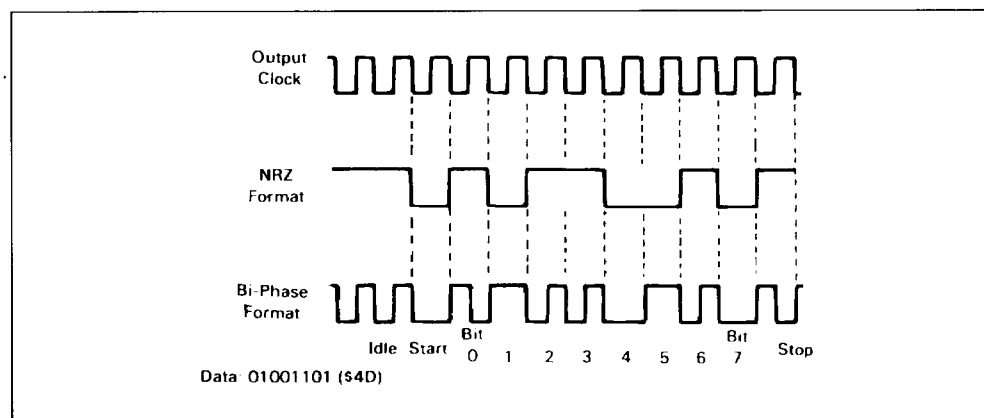 Output
Clock
NRZ
Format
Bi-Phase
Format
Idle Start Bit 0 1 2 3 4 5 6 Bit 7 Stop
Data: 01001101 ($4D)